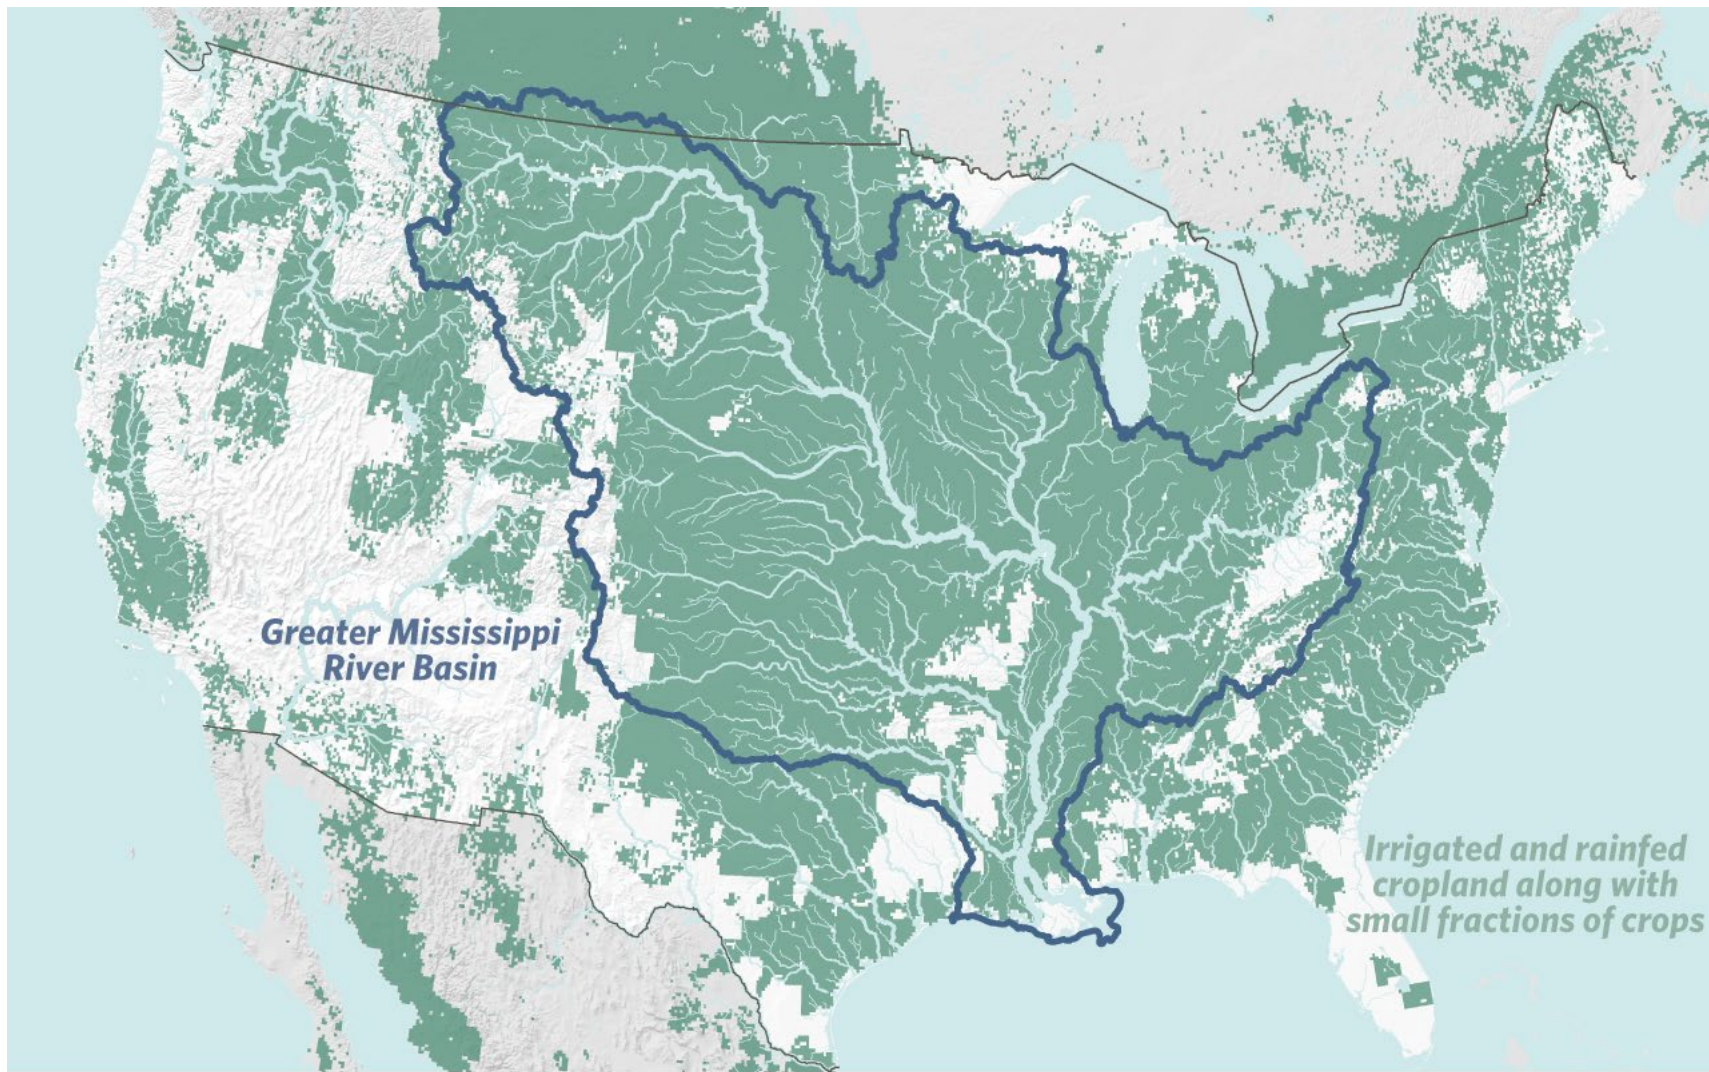 Greater Mississippi
River Basin
Irrigated and rainfed
cropland along with
small fractions of crops